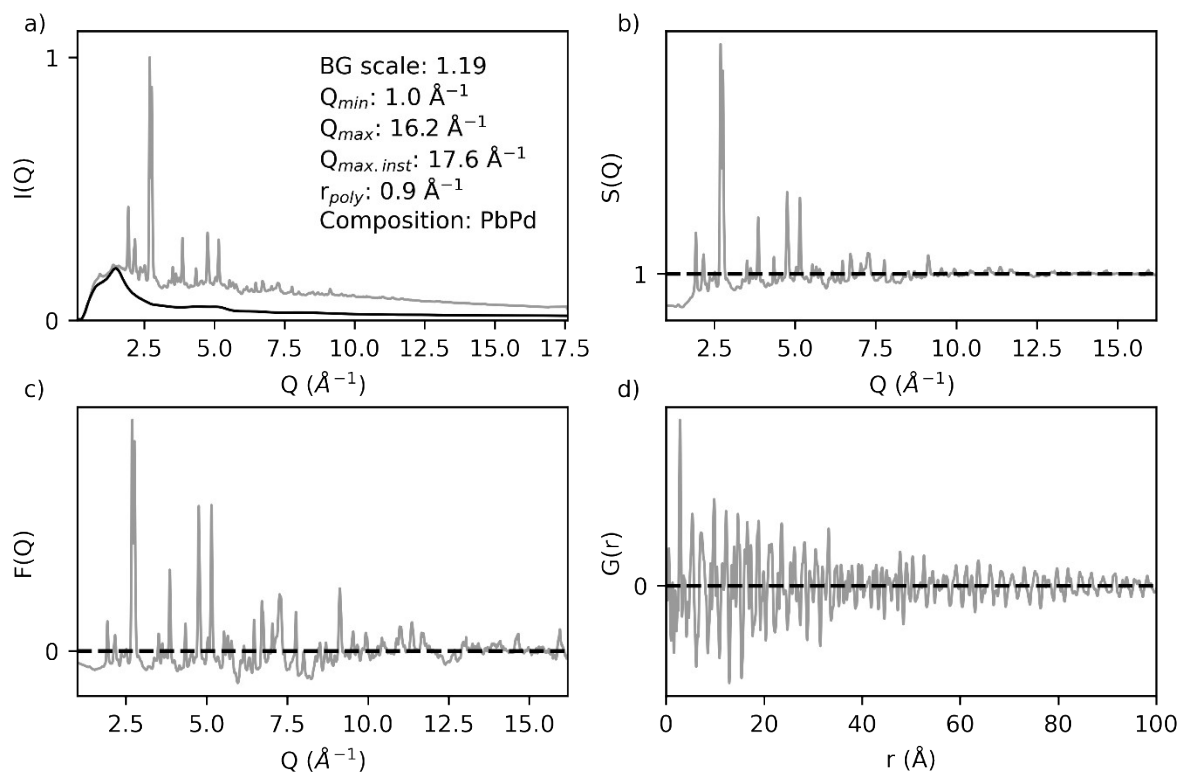 a)
1
0
I(Q)
2.5 5.0 7.5 10.0 12.5 15.0 17.5
Q (Å⁻¹)
BG scale: 1.19
Qmin: 1.0 Å⁻¹
Qmax: 16.2 Å⁻¹
Qmax. inst: 17.6 Å⁻¹
rpoly: 0.9 Å⁻¹
Composition: PbPd
b)
1
S(Q)
2.5 5.0 7.5 10.0 12.5 15.0
Q (Å⁻¹)
c)
0
F(Q)
2.5 5.0 7.5 10.0 12.5 15.0
Q (Å⁻¹)
d)
0
G(r)
0 20 40 60 80 100
r (Å)